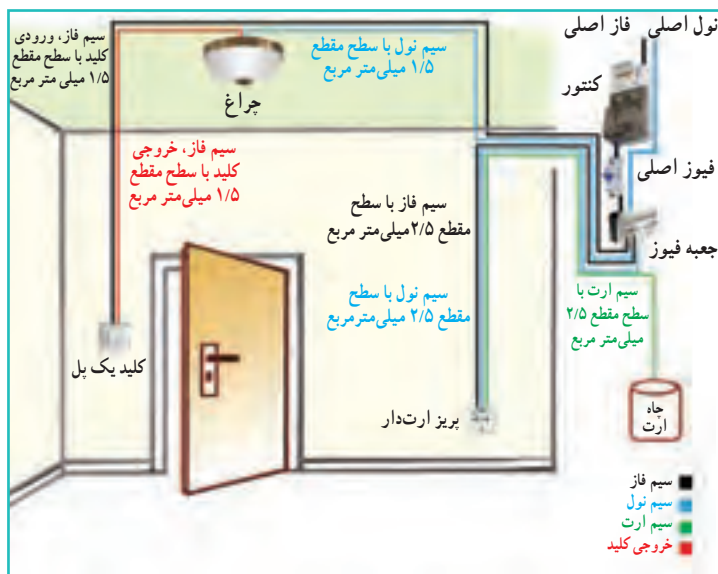 نول اصلی
فاز اصلی
سیم فاز، ورودی
کلید با سطح مقطع
۱/۵ میلی متر مربع
سیم نول با سطح مقطع
۱/۵ میلی متر مربع
چراغ
کنتور
سیم فاز، خروجی
کلید با سطح مقطع
۱/۵ میلی متر مربع
فیوز اصلی
سیم فاز با سطح
مقطع ۲/۵میلی‌متر مربع
جعبه فیوز
سیم نول با سطح
مقطع ۲/۵ میلی‌مترمربع
سیم ارت با
سطح مقطع ۲/۵
میلی‌متر مربع
کلید یک پل
پریز ارت‌دار
چاه
ارت
سیم فاز
سیم نول
سیم ارت
خروجی کلید